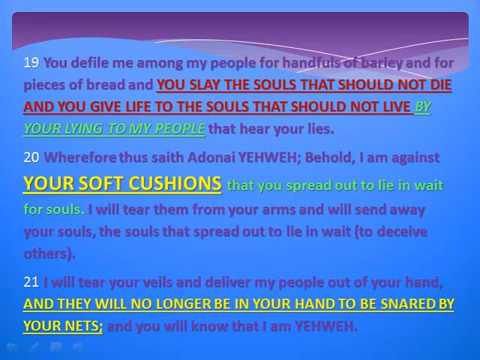 19 You defile me among my people for handfuls of barley and for
pieces of bread and YOU SLAY THE SOULS THAT SHOULD NOT DIE
AND YOU GIVE LIFE TO THE SOULS THAT SHOULD NOT LIVE BY
YOUR LYING TO MY PEOPLE that hear your lies.
20 Wherefore thus saith Adonai YEHWEH; Behold, I am against
YOUR SOFT CUSHIONS that you spread out to lie in wait
for souls. I will tear them from your arms and will send away
your souls, the souls that spread out to lie in wait (to deceive
others).
21 I will tear your veils and deliver my people out of your hand,
AND THEY WILL NO LONGER BE IN YOUR HAND TO BE SNARED BY
YOUR NETS; and you will know that I am YEHWEH.